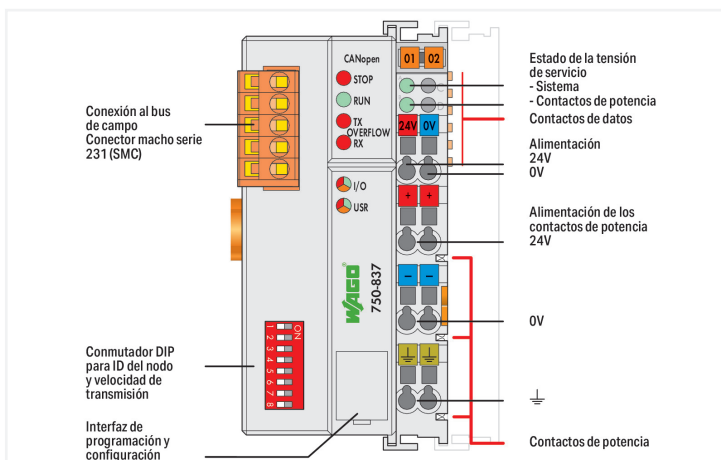 Conexión al bus
de campo
Conector macho serie
231 (SMC)
Conmutador DIP
para ID del nodo
y velocidad de
transmisión
Interfaz de
programación y
configuración
CANopen
STOP
RUN
TX
OVERFLOW
RX
I/O
USR
WAGO
750-837
ON
1 2 3 4 5 6 7 8
01 02
C
D
24V 0V
+ +
− −
Estado de la tensión
de servicio
- Sistema
- Contactos de potencia
Contactos de datos
Alimentación
24V
0V
Alimentación de los
contactos de potencia
24V
0V
Contactos de potencia